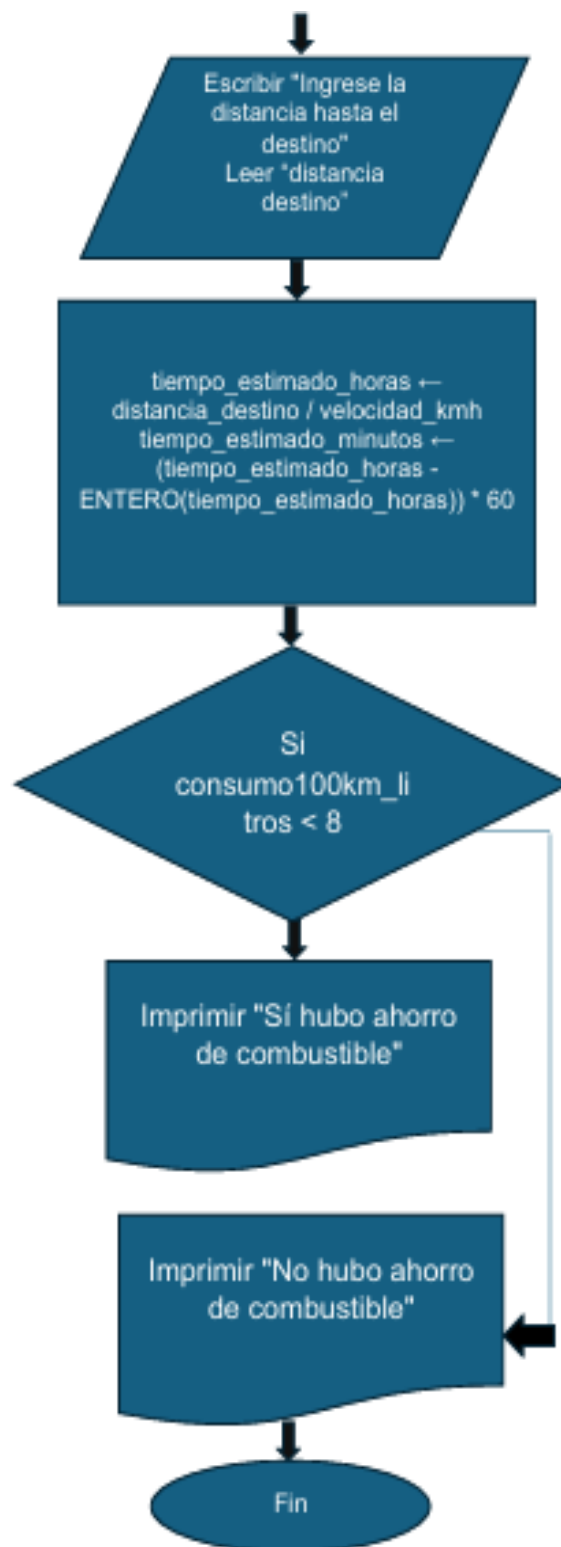 Escribir "Ingrese la
distancia hasta el
destino"
Leer "distancia
destino"
tiempo_estimado_horas ←
distancia_destino / velocidad_kmh
tiempo_estimado_minutos ←
(tiempo_estimado_horas -
ENTERO(tiempo_estimado_horas)) * 60
Si
consumo100km_li
tros < 8
Imprimir "Sí hubo ahorro
de combustible"
Imprimir "No hubo ahorro
de combustible"
Fin